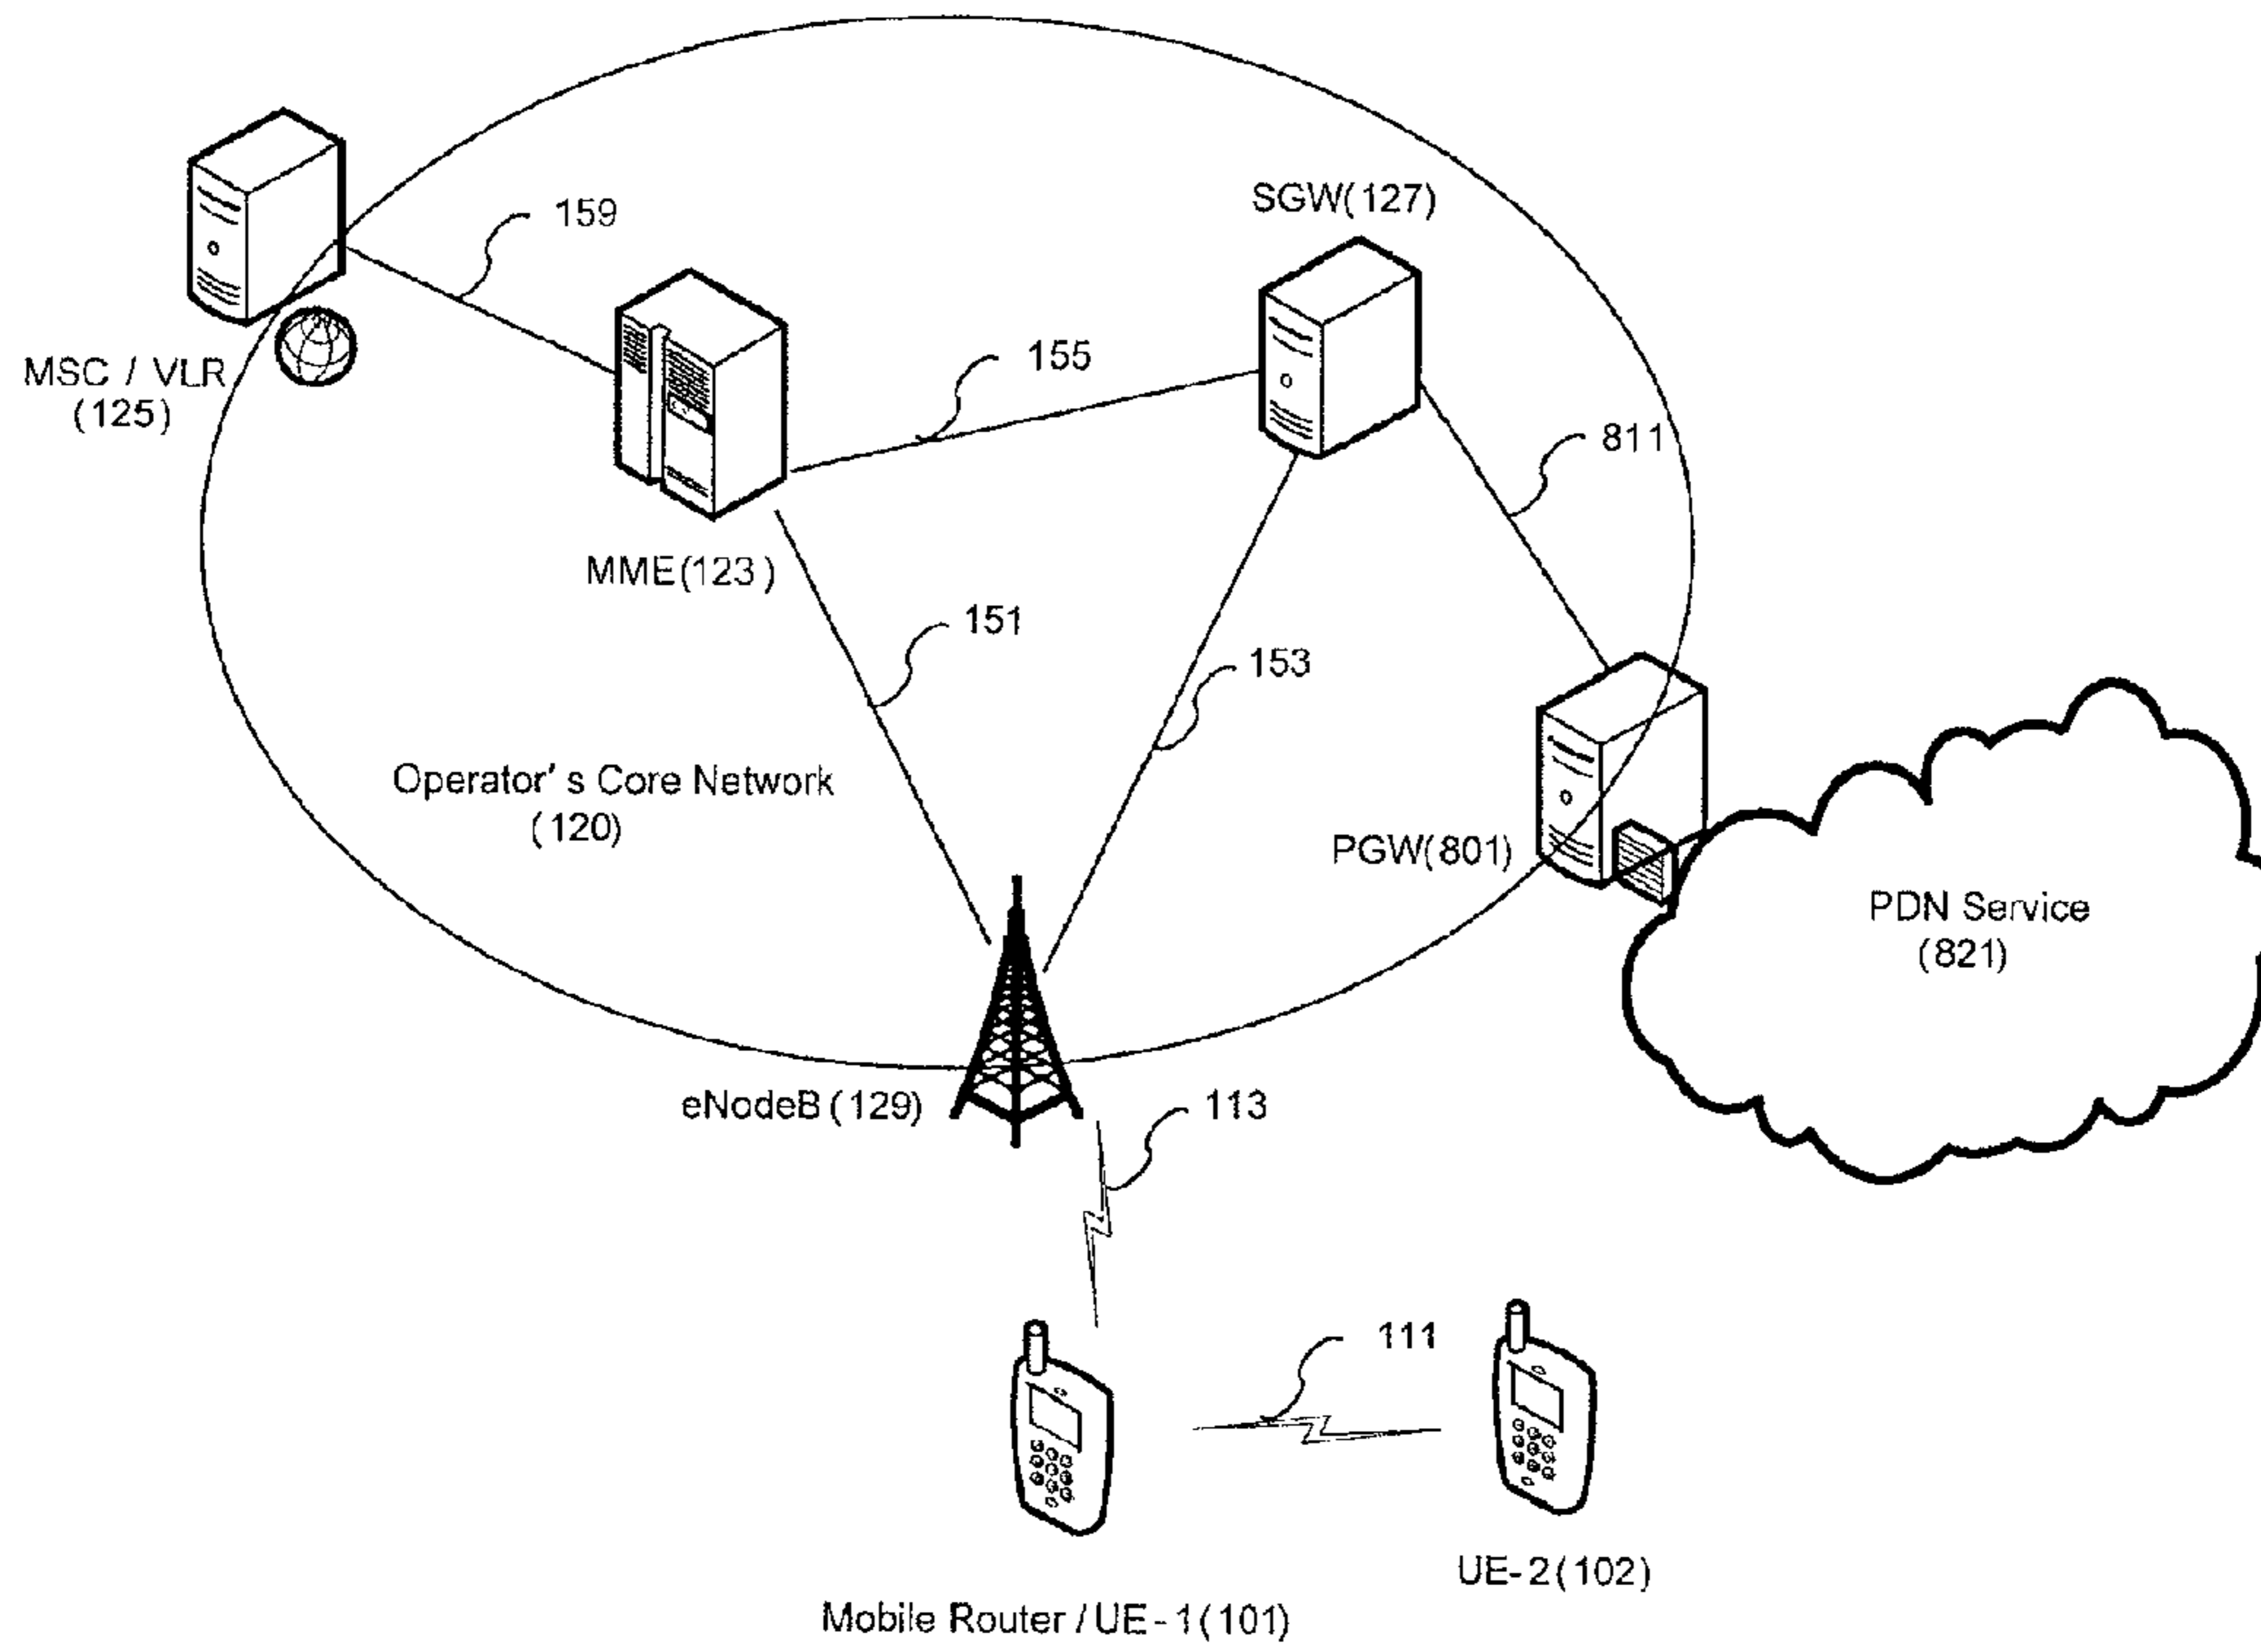 159
SGW(127)
MSC / VLR
(125)
155
811
MME(123)
151
153
Operator's Core Network
(120)
PGW(801)
PDN Service
(821)
eNodeB(129)
113
111
UE-2(102)
Mobile Router / UE-1(101)